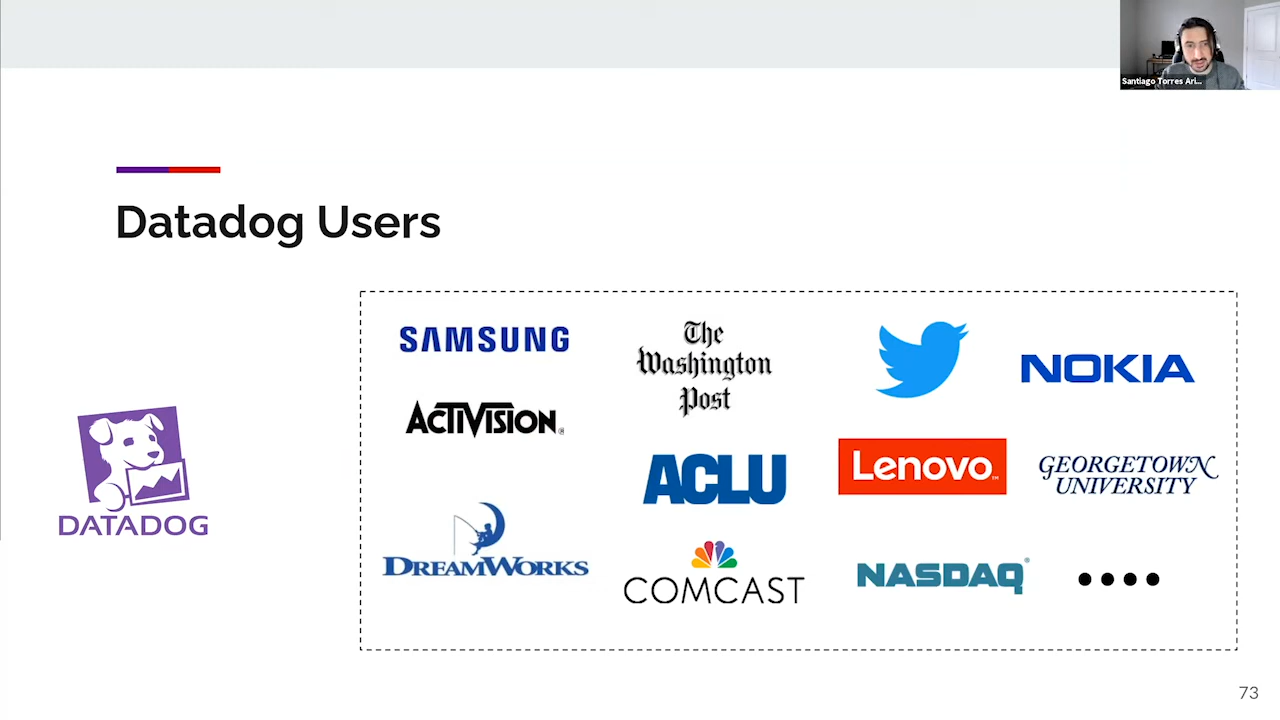 Santiago Torres Ari...
Datadog Users
SAMSUNG
The
Washington
Post
NOKIA
ACTIVISION®
ACLU
Lenovo™
GEORGETOWN
UNIVERSITY
DATADOG
DREAMWORKS
COMCAST
NASDAQ®
73